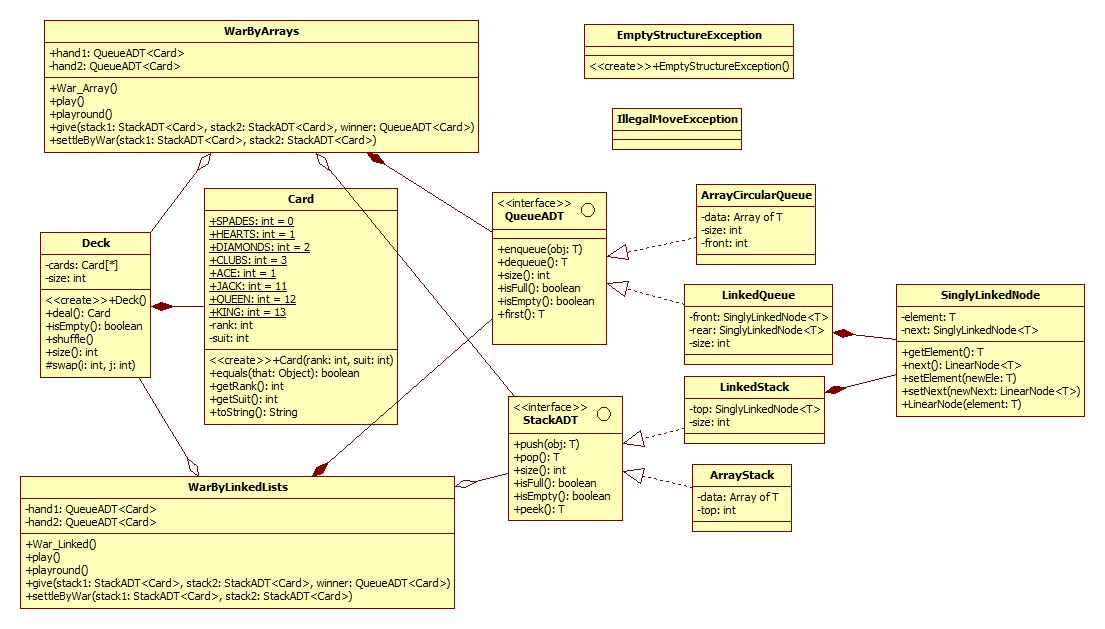 WarByArrays
+hand1: QueueADT<Card>
-hand2: QueueADT<Card>
+War_Array()
+play()
+playround()
+give(stack1: StackADT<Card>, stack2: StackADT<Card>, winner: QueueADT<Card>)
+settleByWar(stack1: StackADT<Card>, stack2: StackADT<Card>)
EmptyStructureException
<<create>>+EmptyStructureException()
IllegalMoveException
Card
+SPADES: int = 0
+HEARTS: int = 1
+DIAMONDS: int = 2
+CLUBS: int = 3
+ACE: int = 1
+JACK: int = 11
+QUEEN: int = 12
+KING: int = 13
-rank: int
-suit: int
<<create>>+Card(rank: int, suit: int)
+equals(that: Object): boolean
+getRank(): int
+getSuit(): int
+toString(): String
Deck
-cards: Card[*]
-size: int
<<create>>+Deck()
+deal(): Card
+isEmpty(): boolean
+shuffle()
+size(): int
#swap(i: int, j: int)
<<interface>>
QueueADT
+enqueue(obj: T)
+dequeue(): T
+size(): int
+isFull(): boolean
+isEmpty(): boolean
+first(): T
ArrayCircularQueue
-data: Array of T
-size: int
-front: int
LinkedQueue
-front: SinglyLinkedNode<T>
-rear: SinglyLinkedNode<T>
-size: int
SinglyLinkedNode
-element: T
-next: SinglyLinkedNode<T>
+getElement(): T
+next(): LinearNode<T>
+setElement(newEle: T)
+setNext(newNext: LinearNode<T>)
+LinearNode(element: T)
LinkedStack
-top: SinglyLinkedNode<T>
-size: int
<<interface>>
StackADT
+push(obj: T)
+pop(): T
+size(): int
+isFull(): boolean
+isEmpty(): boolean
+peek(): T
ArrayStack
-data: Array of T
-top: int
WarByLinkedLists
-hand1: QueueADT<Card>
-hand2: QueueADT<Card>
+War_Linked()
+play()
+playround()
+give(stack1: StackADT<Card>, stack2: StackADT<Card>, winner: QueueADT<Card>)
+settleByWar(stack1: StackADT<Card>, stack2: StackADT<Card>)